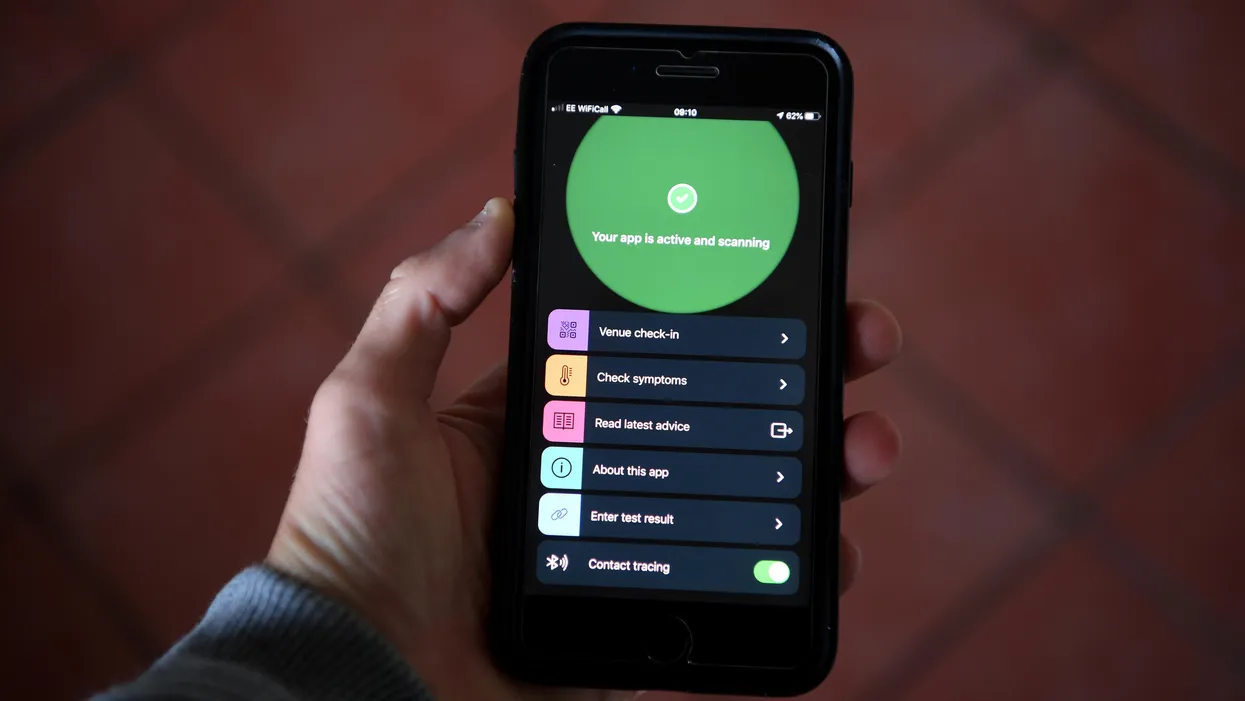 EE WiFiCall 09:10 62%
Your app is active and scanning
Venue check-in
Check symptoms
Read latest advice
About this app
Enter test result
Contact tracing